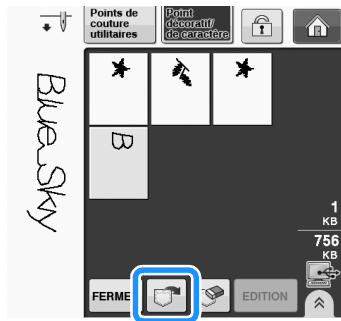 Points de
couture
utilitaires
Point
décoratif/
de caractère
Blue_Sky
B
1
KB
756
KB
FERME
EDITION